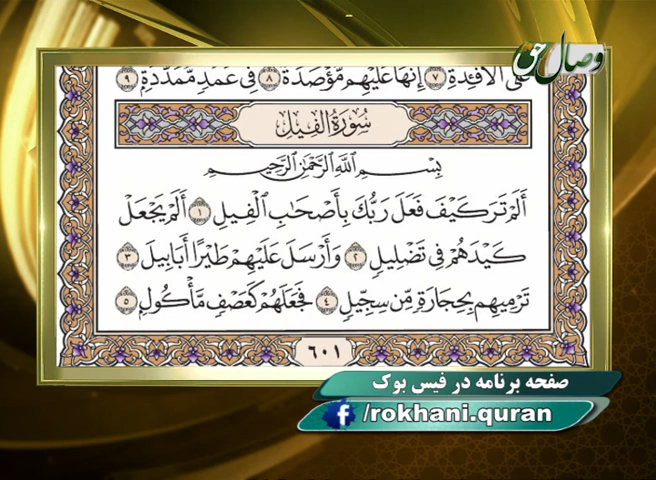 وصال حق
عَلَى الْأَفْئِدَةِ ٧ إِنَّهَا عَلَيْهِم مُّؤْصَدَةٌ ٨ فِي عَمَدٍ مُّمَدَّدَةٍ ٩
سُورَةُ الْفِيلِ
بِسْمِ اللَّهِ الرَّحْمَٰنِ الرَّحِيمِ
أَلَمْ تَرَ كَيْفَ فَعَلَ رَبُّكَ بِأَصْحَابِ الْفِيلِ ١ أَلَمْ يَجْعَلْ
كَيْدَهُمْ فِي تَضْلِيلٍ ٢ وَأَرْسَلَ عَلَيْهِمْ طَيْرًا أَبَابِيلَ ٣
تَرْمِيهِم بِحِجَارَةٍ مِّن سِجِّيلٍ ٤ فَجَعَلَهُمْ كَعَصْفٍ مَّأْكُولٍ ٥
٦٠١
صفحه برنامه در فیس بوک
f /rokhani.quran